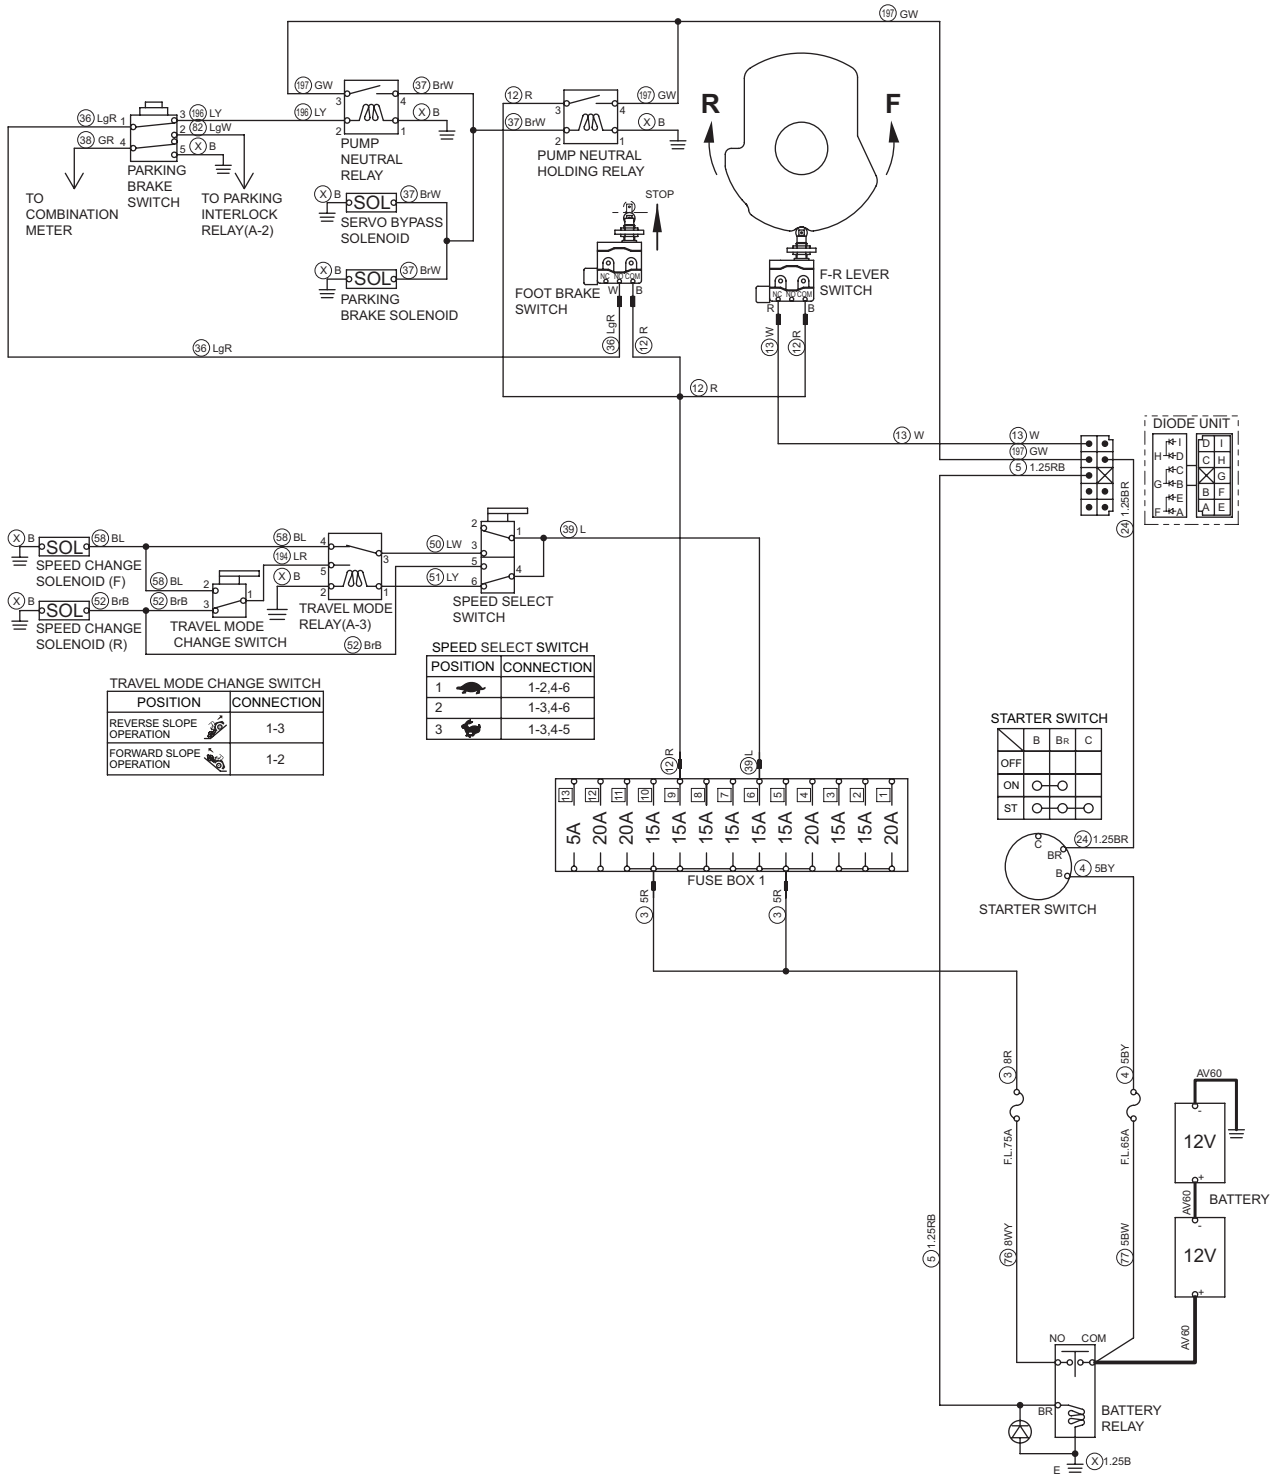 197 GW
197 GW
37 BrW
3
4
196 LY
X B
2
1
PUMP
NEUTRAL
RELAY
12 R
197 GW
3
4
37 BrW
X B
2
1
PUMP NEUTRAL
HOLDING RELAY
R
F
36 LgR
1
3
196 LY
2
82 LgW
38 GR
4
5
X B
PARKING
BRAKE
SWITCH
TO
COMBINATION
METER
TO PARKING
INTERLOCK
RELAY(A-2)
X B
SOL
37 BrW
SERVO BYPASS
SOLENOID
X B
SOL
37 BrW
PARKING
BRAKE SOLENOID
STOP
NC NO COM
W
B
FOOT BRAKE
SWITCH
36 LgR
12 R
F-R LEVER
SWITCH
NC NO COM
R
B
13 W
12 R
36 LgR
12 R
13 W
13 W
197 GW
5 1.25RB
24 1.25BR
DIODE UNIT
I
H
D
C
G
B
E
F
A
D I
C H
G
B F
A E
X B
SOL
58 BL
SPEED CHANGE
SOLENOID (F)
X B
SOL
52 BrB
SPEED CHANGE
SOLENOID (R)
58 BL
2
52 BrB
3
1
TRAVEL MODE
CHANGE SWITCH
58 BL
4
194 LR
5
X B
2
3
1
TRAVEL MODE
RELAY(A-3)
52 BrB
50 LW
51 LY
2
1
3
5
4
6
39 L
SPEED SELECT
SWITCH
SPEED SELECT SWITCH
POSITION CONNECTION
1 1-2,4-6
2 1-3,4-6
3 1-3,4-5
TRAVEL MODE CHANGE SWITCH
POSITION CONNECTION
REVERSE SLOPE
OPERATION
1-3
FORWARD SLOPE
OPERATION
1-2
12 R
39 L
13 12 11 10 9 8 7 6 5 4 3 2 1
5A 20A 20A 15A 15A 15A 15A 15A 15A 20A 15A 15A 20A
FUSE BOX 1
3 5R
3 5R
STARTER SWITCH
B BR C
OFF
ON
ST
C
BR
24 1.25BR
B
4 5BY
STARTER SWITCH
3 8R
F.L.75A
76 8WY
4 5BY
F.L.65A
77 5BW
5 1.25RB
AV60
-
12V
+
AV60
BATTERY
-
12V
+
AV60
NO COM
BR
BATTERY
RELAY
E
X 1.25B